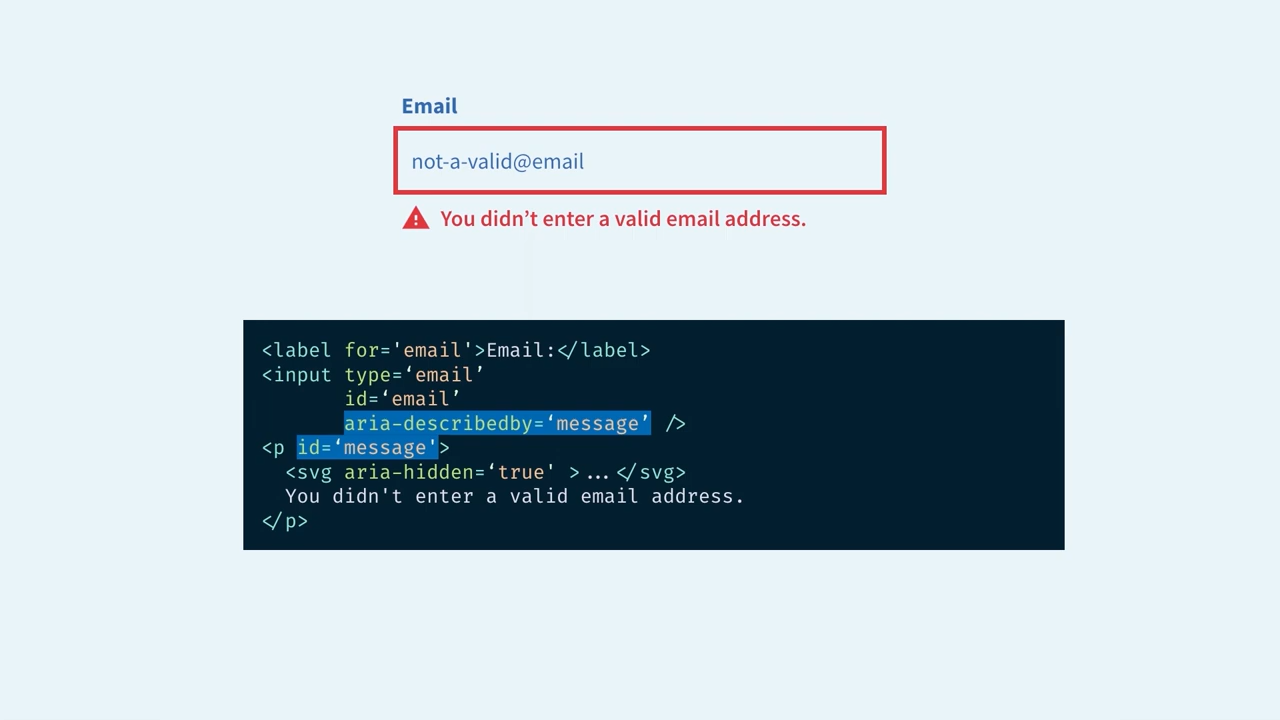 Email
not-a-valid@email
You didn’t enter a valid email address.
<label for='email'>Email:</label>
<input type=‘email’
id=‘email’
aria-describedby=‘message’ />
<p id=‘message'>
<svg aria-hidden=‘true' >...</svg>
You didn't enter a valid email address.
</p>